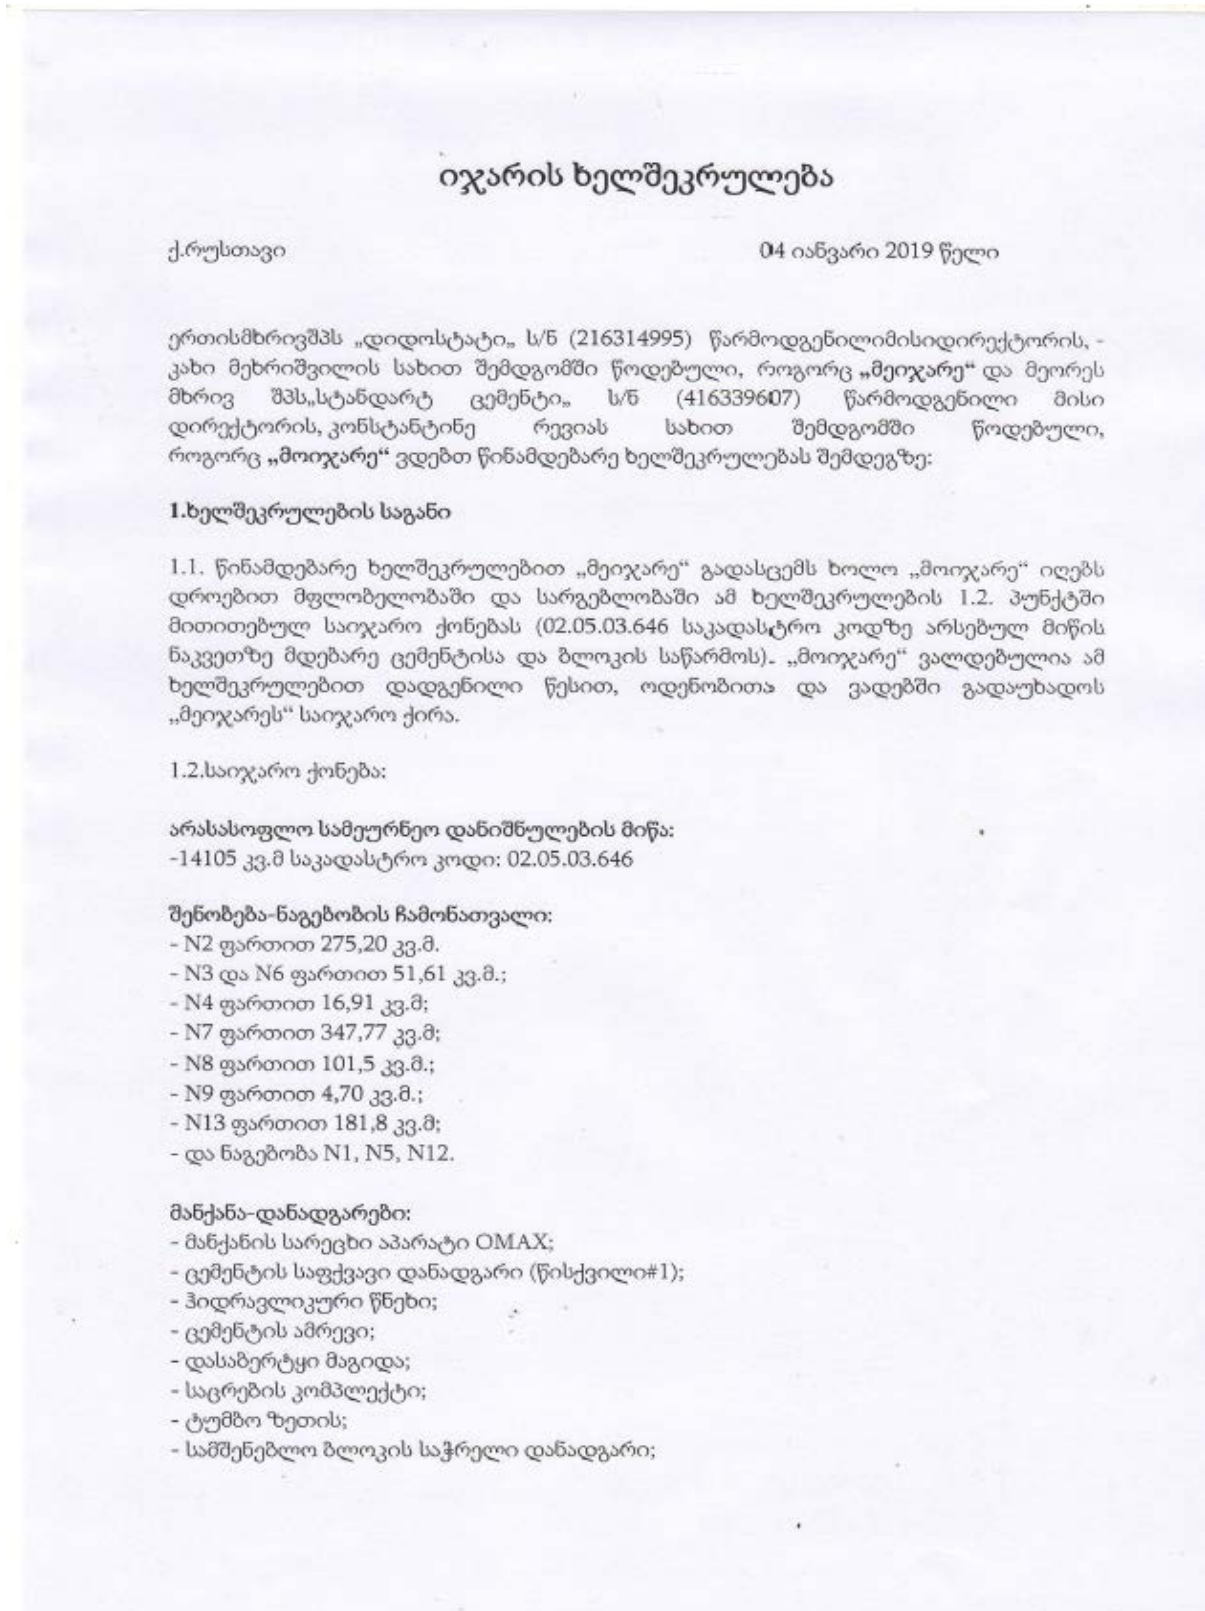 იჯარის ხელშეკრულება
ქ.რუსთავი 04 იანვარი 2019 წელი
ერთისმხრივშპს „დიდოსტატი„ ს/ნ (216314995) წარმოდგენილიმისიდირექტორის, -
კახი მეხრიშვილის სახით შემდგომში წოდებული, როგორც „მეიჯარე“ და მეორეს
მხრივ შპს„სტანდარტ ცემენტი„ ს/ნ (416339607) წარმოდგენილი მისი
დირექტორის, კონსტანტინე რევიას სახით შემდგომში წოდებული,
როგორც „მოიჯარე“ ვდებთ წინამდებარე ხელშეკრულებას შემდეგზე:
1.ხელშეკრულების საგანი
1.1. წინამდებარე ხელშეკრულებით „მეიჯარე“ გადასცემს ხოლო „მოიჯარე“ იღებს
დროებით მფლობელობაში და სარგებლობაში ამ ხელშეკრულების 1.2. პუნქტში
მითითებულ საიჯარო ქონებას (02.05.03.646 საკადასტრო კოდზე არსებულ მიწის
ნაკვეთზე მდებარე ცემენტისა და ბლოკის საწარმოს). „მოიჯარე“ ვალდებულია ამ
ხელშეკრულებით დადგენილი წესით, ოდენობითა და ვადებში გადაუხადოს
„მეიჯარეს“ საიჯარო ქირა.
1.2.საიჯარო ქონება:
არასასოფლო სამეურნეო დანიშნულების მიწა:
-14105 კვ.მ საკადასტრო კოდი: 02.05.03.646
შენობება-ნაგებობის ჩამონათვალი:
- N2 ფართით 275,20 კვ.მ.
- N3 და N6 ფართით 51,61 კვ.მ.;
- N4 ფართით 16,91 კვ.მ;
- N7 ფართით 347,77 კვ.მ;
- N8 ფართით 101,5 კვ.მ.;
- N9 ფართით 4,70 კვ.მ.;
- N13 ფართით 181,8 კვ.მ;
- და ნაგებობა N1, N5, N12.
მანქანა-დანადგარები:
- მანქანის სარეცხი აპარატი OMAX;
- ცემენტის საფქვავი დანადგარი (წისქვილი#1);
- ჰიდრავლიკური წნეხი;
- ცემენტის ამრევი;
- დასაბერტყი მაგიდა;
- საცრების კომპლექტი;
- ტუმბო ზეთის;
- სამშენებლო ბლოკის საჭრელი დანადგარი;